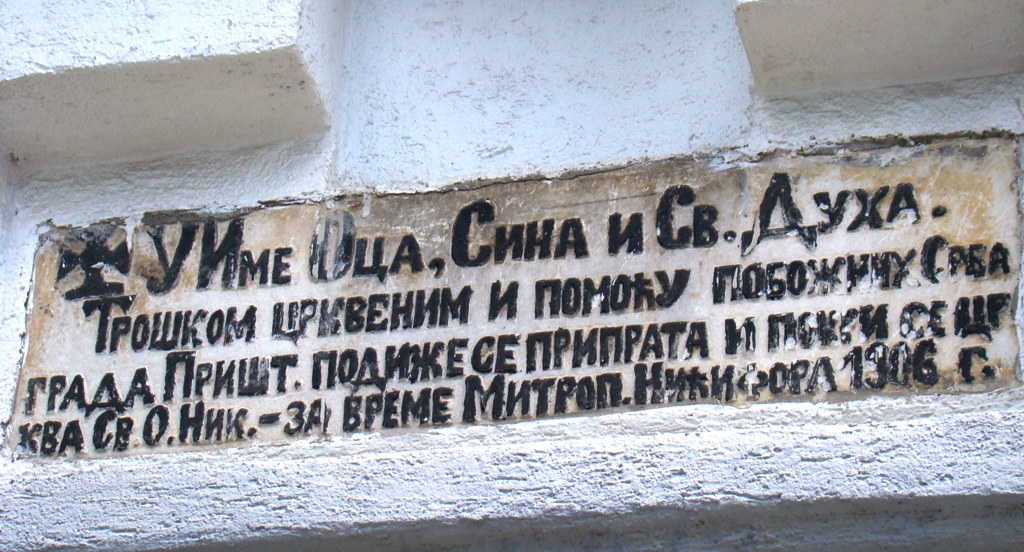 ✠ У Име Оца, Сина и Св. Духа.
Трошком црквеним и помоћу побожних Срба
града Пришт. подиже се припрата и покри се цр
ква Св. О. Ник. – за време Митроп. Нићифора 1906 г.